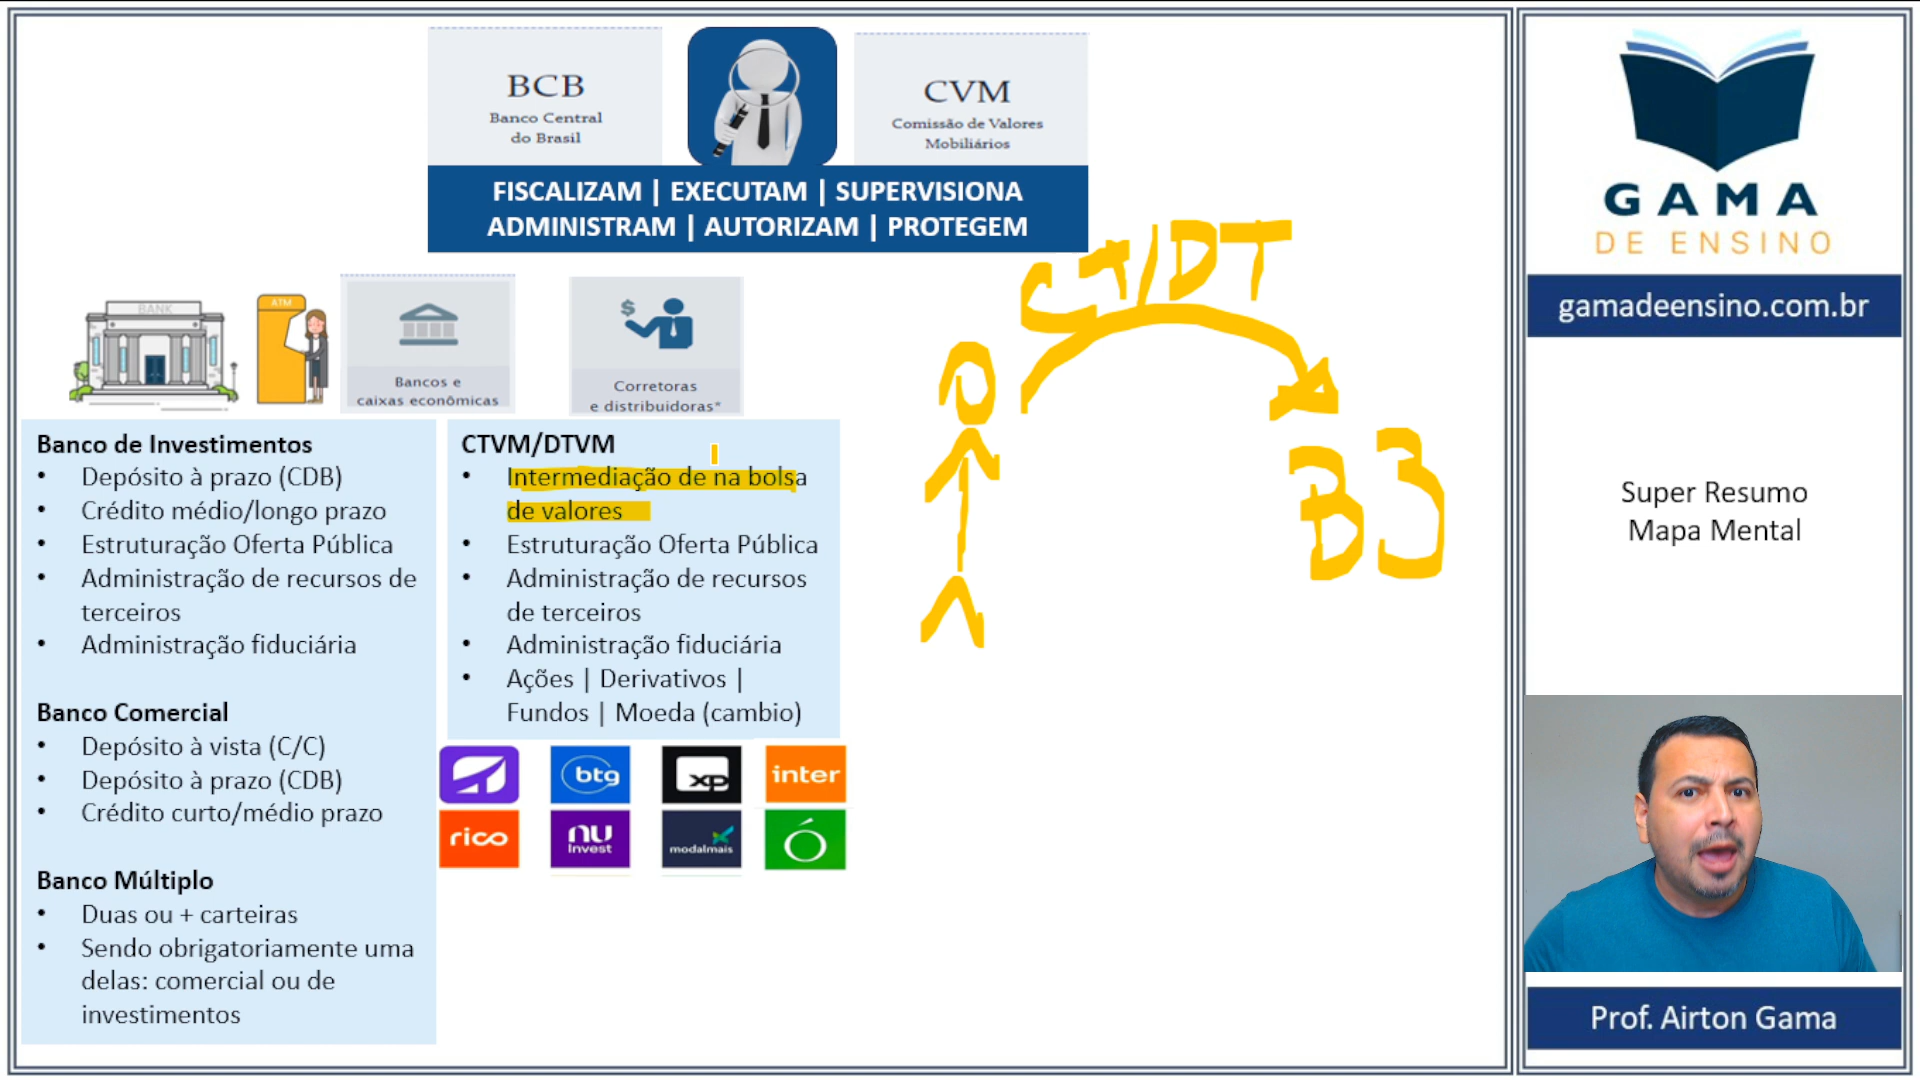 BCB
Banco Central
do Brasil
CVM
Comissão de Valores
Mobiliários
FISCALIZAM | EXECUTAM | SUPERVISIONA
ADMINISTRAM | AUTORIZAM | PROTEGEM
CT/DT
B3
BANK
ATM
Bancos e
caixas econômicas
$
Corretoras
e distribuidoras*
Banco de Investimentos
• Depósito à prazo (CDB)
• Crédito médio/longo prazo
• Estruturação Oferta Pública
• Administração de recursos de
terceiros
• Administração fiduciária
Banco Comercial
• Depósito à vista (C/C)
• Depósito à prazo (CDB)
• Crédito curto/médio prazo
Banco Múltiplo
• Duas ou + carteiras
• Sendo obrigatoriamente uma
delas: comercial ou de
investimentos
CTVM/DTVM
• Intermediação de na bolsa
de valores
• Estruturação Oferta Pública
• Administração de recursos
de terceiros
• Administração fiduciária
• Ações | Derivativos |
Fundos | Moeda (cambio)
btg
xp
inter
rico
nu
invest
modalmais
GAMA
DE ENSINO
gamadeensino.com.br
Super Resumo
Mapa Mental
Prof. Airton Gama